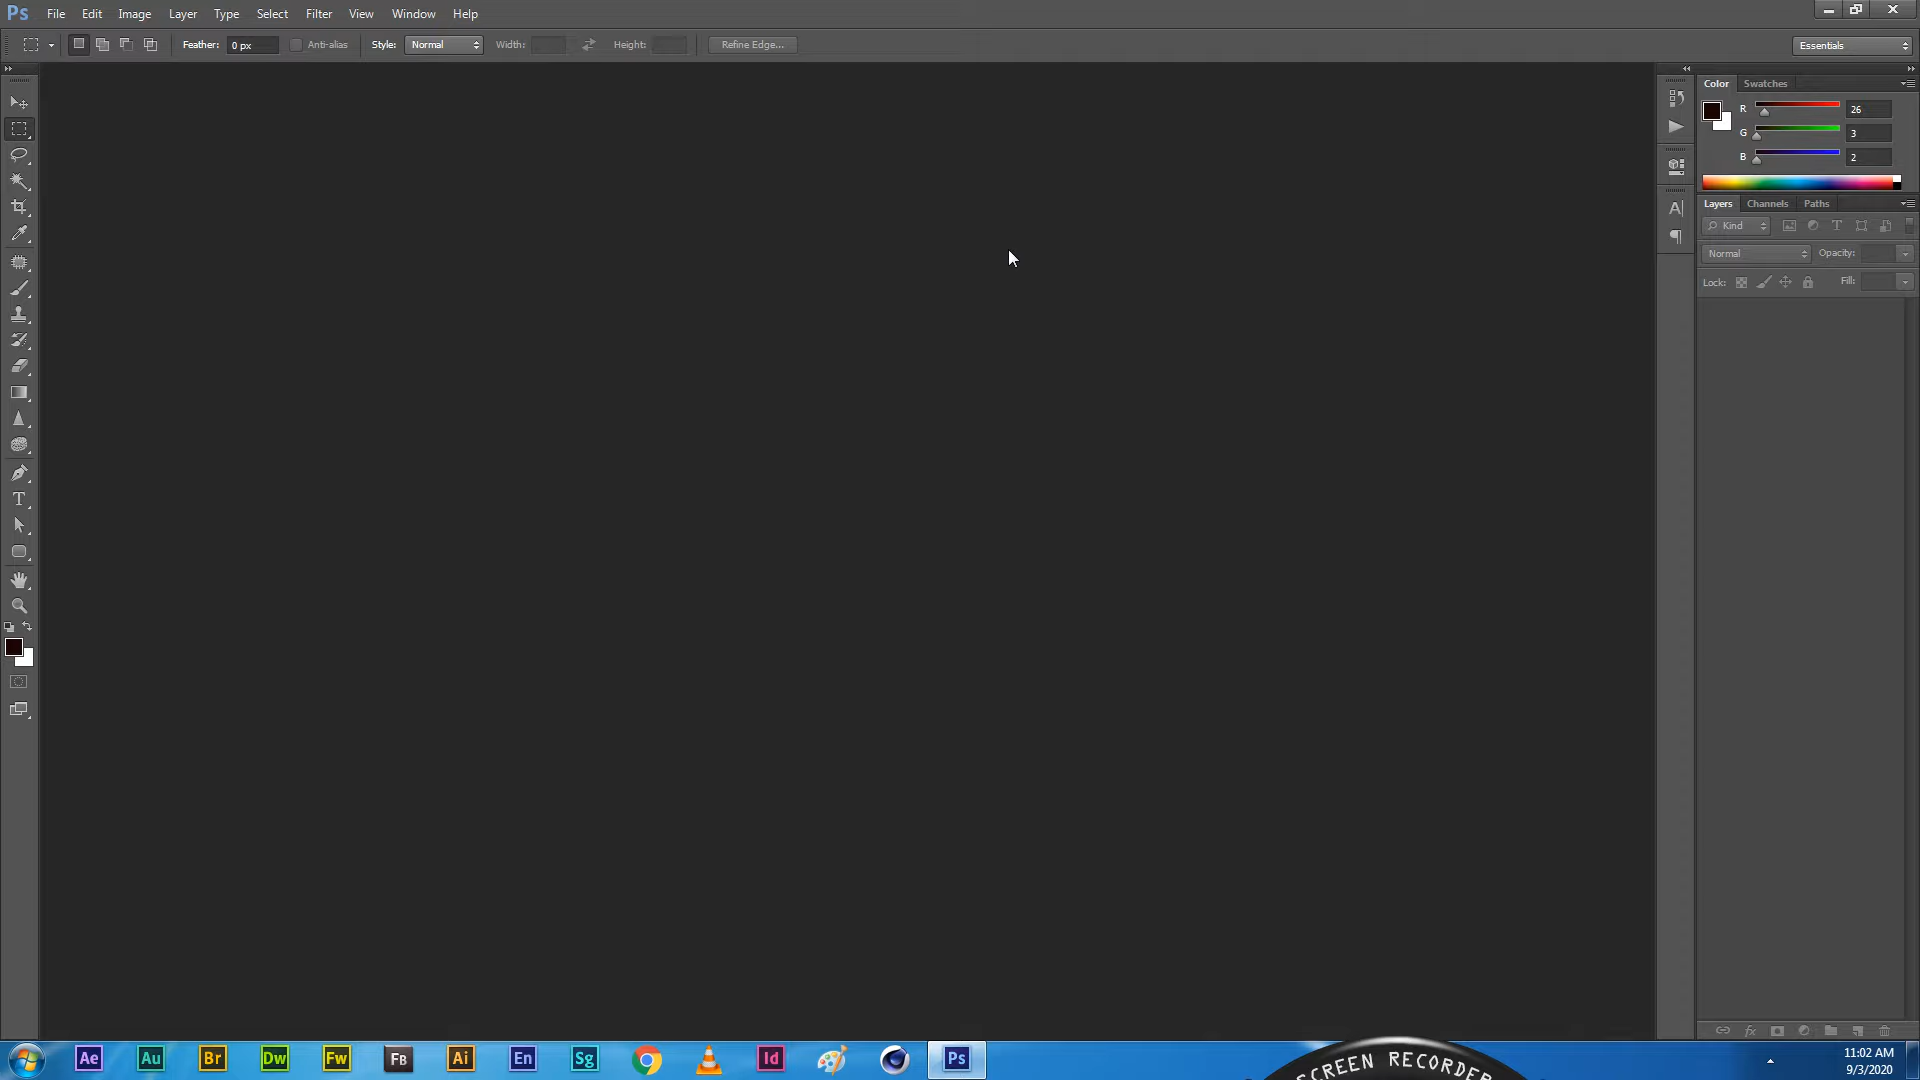 Ps File Edit Image Layer Type Select Filter View Window Help
Feather: 0 px Anti-alias Style: Normal Width: Height: Refine Edge... Essentials
Color Swatches
R 26
G 3
B 2
Layers Channels Paths
Kind T
Normal Opacity:
Lock: Fill:
fx
A|
¶
T
Ae Au Br Dw Fw FB Ai En Sg Id Ps
SCREEN RECORDER
11:02 AM
9/3/2020